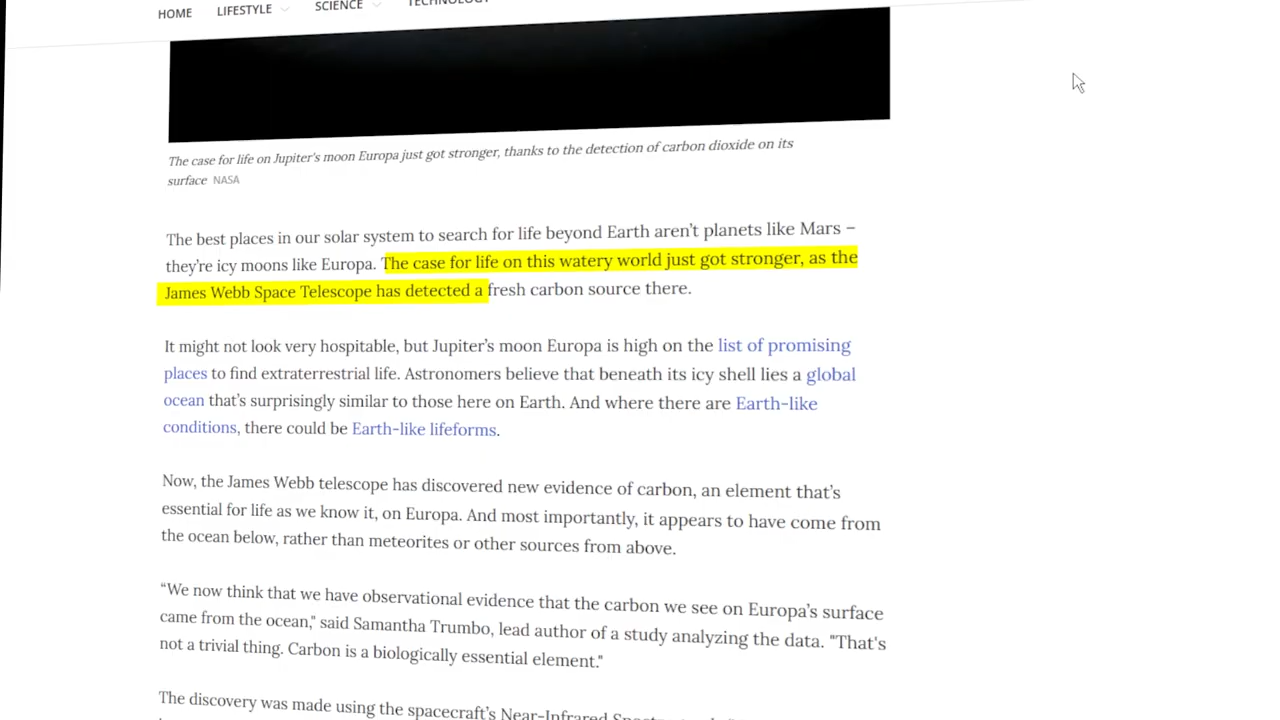 HOME LIFESTYLE SCIENCE TECHNOLOGY
The case for life on Jupiter's moon Europa just got stronger, thanks to the detection of carbon dioxide on its
surface NASA
The best places in our solar system to search for life beyond Earth aren't planets like Mars –
they're icy moons like Europa. The case for life on this watery world just got stronger, as the
James Webb Space Telescope has detected a fresh carbon source there.
It might not look very hospitable, but Jupiter's moon Europa is high on the list of promising
places to find extraterrestrial life. Astronomers believe that beneath its icy shell lies a global
ocean that's surprisingly similar to those here on Earth. And where there are Earth-like
conditions, there could be Earth-like lifeforms.
Now, the James Webb telescope has discovered new evidence of carbon, an element that's
essential for life as we know it, on Europa. And most importantly, it appears to have come from
the ocean below, rather than meteorites or other sources from above.
“We now think that we have observational evidence that the carbon we see on Europa's surface
came from the ocean," said Samantha Trumbo, lead author of a study analyzing the data. "That's
not a trivial thing. Carbon is a biologically essential element."
The discovery was made using the spacecraft's Near-Infrared